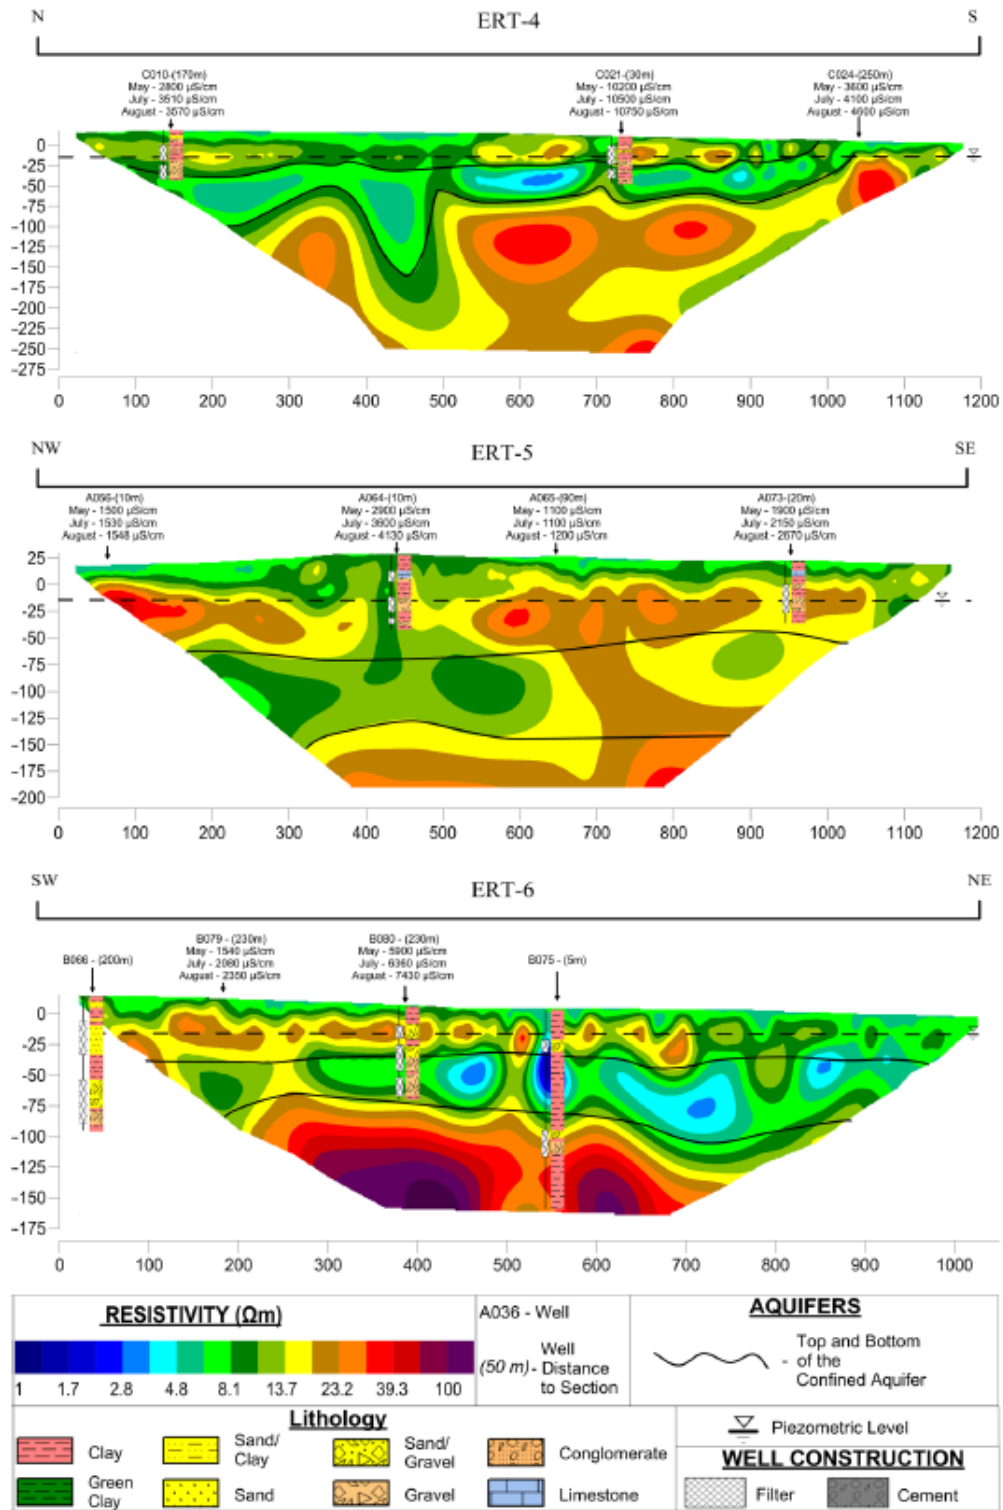 N
ERT-4
S
C010-(170m)
May - 2800 µS/cm
July - 3510 µS/cm
August - 3570 µS/cm
C021-(30m)
May - 10200 µS/cm
July - 10500 µS/cm
August - 10750 µS/cm
C024-(250m)
May - 3600 µS/cm
July - 4100 µS/cm
August - 4600 µS/cm
0
-25
-50
-75
-100
-125
-150
-175
-200
-225
-250
-275
0 100 200 300 400 500 600 700 800 900 1000 1100 1200
NW
ERT-5
SE
A056-(10m)
May - 1500 µS/cm
July - 1530 µS/cm
August - 1548 µS/cm
A064-(10m)
May - 2900 µS/cm
July - 3600 µS/cm
August - 4130 µS/cm
A065-(90m)
May - 1100 µS/cm
July - 1100 µS/cm
August - 1200 µS/cm
A073-(20m)
May - 1900 µS/cm
July - 2150 µS/cm
August - 2670 µS/cm
25
0
-25
-50
-75
-100
-125
-150
-175
-200
0 100 200 300 400 500 600 700 800 900 1000 1100 1200
SW
ERT-6
NE
B066 - (200m)
B079 - (230m)
May - 1540 µS/cm
July - 2080 µS/cm
August - 2350 µS/cm
B080 - (230m)
May - 5900 µS/cm
July - 6360 µS/cm
August - 7430 µS/cm
B075 - (5m)
0
-25
-50
-75
-100
-125
-150
-175
0 100 200 300 400 500 600 700 800 900 1000
RESISTIVITY (Ωm)
1 1.7 2.8 4.8 8.1 13.7 23.2 39.3 100
A036 - Well
(50 m) - Well
Distance
to Section
AQUIFERS
- Top and Bottom
of the
Confined Aquifer
Lithology
Clay
Sand/
Clay
Sand/
Gravel
Conglomerate
Green
Clay
Sand
Gravel
Limestone
Piezometric Level
WELL CONSTRUCTION
Filter
Cement